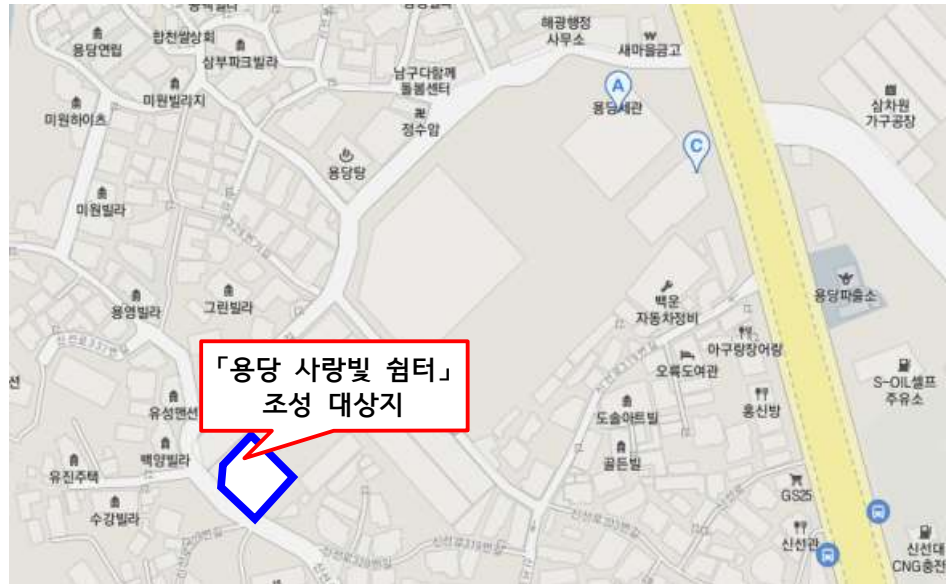 용당연립
합천쌀상회
삼부파크빌라
해광행정
사무소
새마을금고
남구다함께
돌봄센터
정수암
A
용당세관
C
삼차원
가구공장
미원빌리지
미원하이츠
용당탕
미원빌라
용당파출소
용영빌라
그린빌라
백운
자동차정비
아구랑장어랑
오륙도여관
S-OIL셀프
주유소
「용당 사랑빛 쉼터」
조성 대상지
유성맨션
홍신방
도솔아트빌
골든빌
백양빌라
유진주택
수강빌라
GS25
신선관
신선대
CNG충전